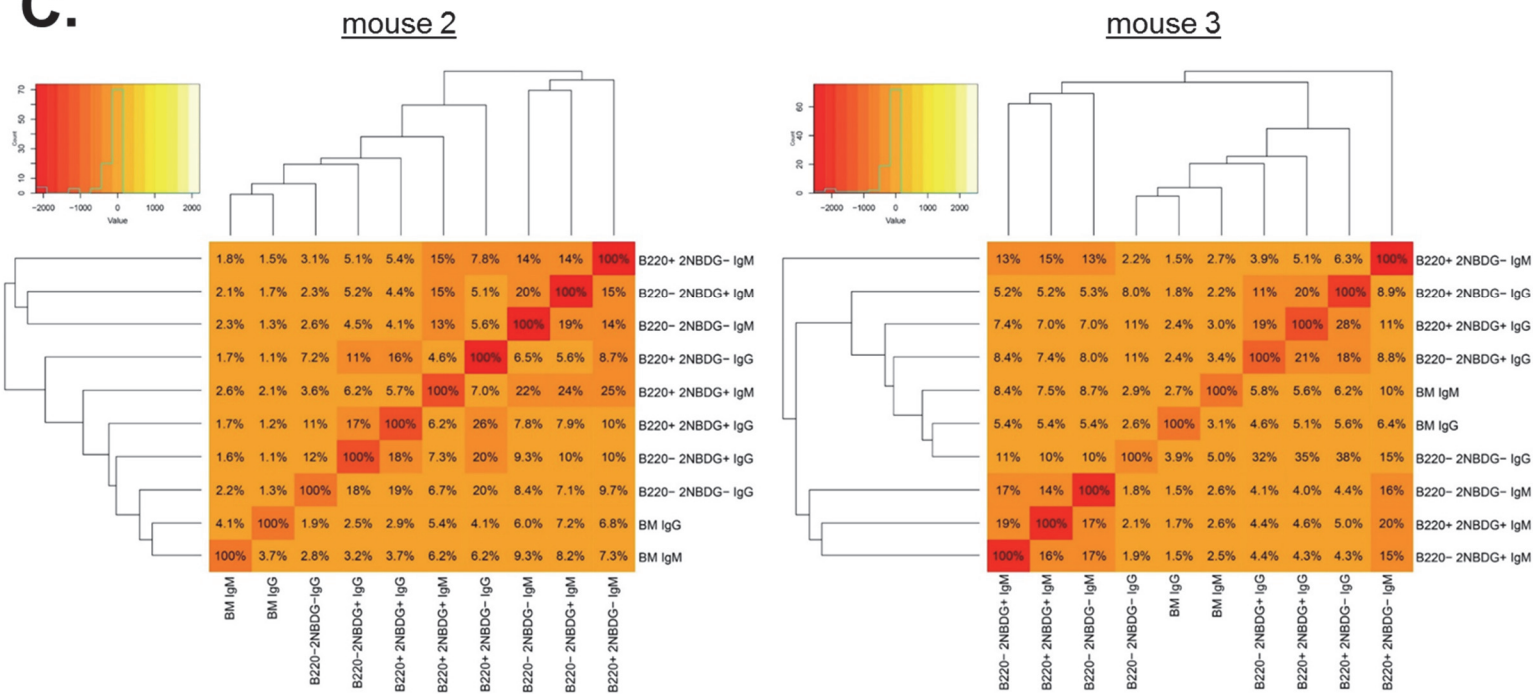 C.
mouse 2
mouse 3
70
50
30
10
0
Count
-2000 -1000 0 1000 2000
Value
60
40
20
0
Count
-2000 -1000 0 1000 2000
Value
1.8% 1.5% 3.1% 5.1% 5.4% 15% 7.8% 14% 14% 100% B220+ 2NBDG- IgM
2.1% 1.7% 2.3% 5.2% 4.4% 15% 5.1% 20% 100% 15% B220- 2NBDG+ IgM
2.3% 1.3% 2.6% 4.5% 4.1% 13% 5.6% 100% 19% 14% B220- 2NBDG- IgM
1.7% 1.1% 7.2% 11% 16% 4.6% 100% 6.5% 5.6% 8.7% B220+ 2NBDG- IgG
2.6% 2.1% 3.6% 6.2% 5.7% 100% 7.0% 22% 24% 25% B220+ 2NBDG+ IgM
1.7% 1.2% 11% 17% 100% 6.2% 26% 7.8% 7.9% 10% B220+ 2NBDG+ IgG
1.6% 1.1% 12% 100% 18% 7.3% 20% 9.3% 10% 10% B220- 2NBDG+ IgG
2.2% 1.3% 100% 18% 19% 6.7% 20% 8.4% 7.1% 9.7% B220- 2NBDG- IgG
4.1% 100% 1.9% 2.5% 2.9% 5.4% 4.1% 6.0% 7.2% 6.8% BM IgG
100% 3.7% 2.8% 3.2% 3.7% 6.2% 6.2% 9.3% 8.2% 7.3% BM IgM
BM IgM
BM IgG
B220-2NBDG-IgG
B220-2NBDG+ IgG
B220+ 2NBDG+ IgG
B220+ 2NBDG+ IgM
B220+ 2NBDG- IgG
B220- 2NBDG- IgM
B220- 2NBDG+ IgM
B220+ 2NBDG- IgM
13% 15% 13% 2.2% 1.5% 2.7% 3.9% 5.1% 6.3% 100% B220+ 2NBDG- IgM
5.2% 5.2% 5.3% 8.0% 1.8% 2.2% 11% 20% 100% 8.9% B220+ 2NBDG- IgG
7.4% 7.0% 7.0% 11% 2.4% 3.0% 19% 100% 28% 11% B220+ 2NBDG+ IgG
8.4% 7.4% 8.0% 11% 2.4% 3.4% 100% 21% 18% 8.8% B220- 2NBDG+ IgG
8.4% 7.5% 8.7% 2.9% 2.7% 100% 5.8% 5.6% 6.2% 10% BM IgM
5.4% 5.4% 5.4% 2.6% 100% 3.1% 4.6% 5.1% 5.6% 6.4% BM IgG
11% 10% 10% 100% 3.9% 5.0% 32% 35% 38% 15% B220- 2NBDG- IgG
17% 14% 100% 1.8% 1.5% 2.6% 4.1% 4.0% 4.4% 16% B220- 2NBDG- IgM
19% 100% 17% 2.1% 1.7% 2.6% 4.4% 4.6% 5.0% 20% B220+ 2NBDG+ IgM
100% 16% 17% 1.9% 1.5% 2.5% 4.4% 4.3% 4.3% 15% B220- 2NBDG+ IgM
B220- 2NBDG+ IgM
B220+ 2NBDG+ IgM
B220- 2NBDG- IgM
B220- 2NBDG- IgG
BM IgG
BM IgM
B220- 2NBDG+ IgG
B220+ 2NBDG+ IgG
B220+ 2NBDG- IgG
B220+ 2NBDG- IgM